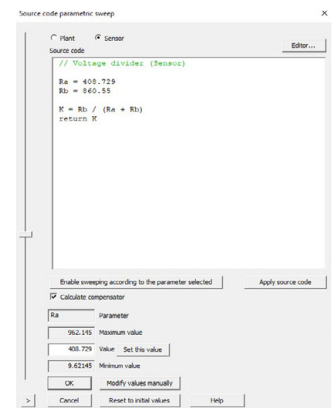 Source code parametric sweep ×
Plant Sensor
Source code Editor...
// Voltage divider (Sensor)
Ra = 408.729
Rb = 860.55
K = Rb / (Ra + Rb)
return K
Enable sweeping according to the parameter selected Apply source code
Calculate compensator
Ra Parameter
962.145 Maximum value
408.729 Value Set this value
9.62145 Minimum value
OK Modify values manually
> Cancel Reset to initial values Help